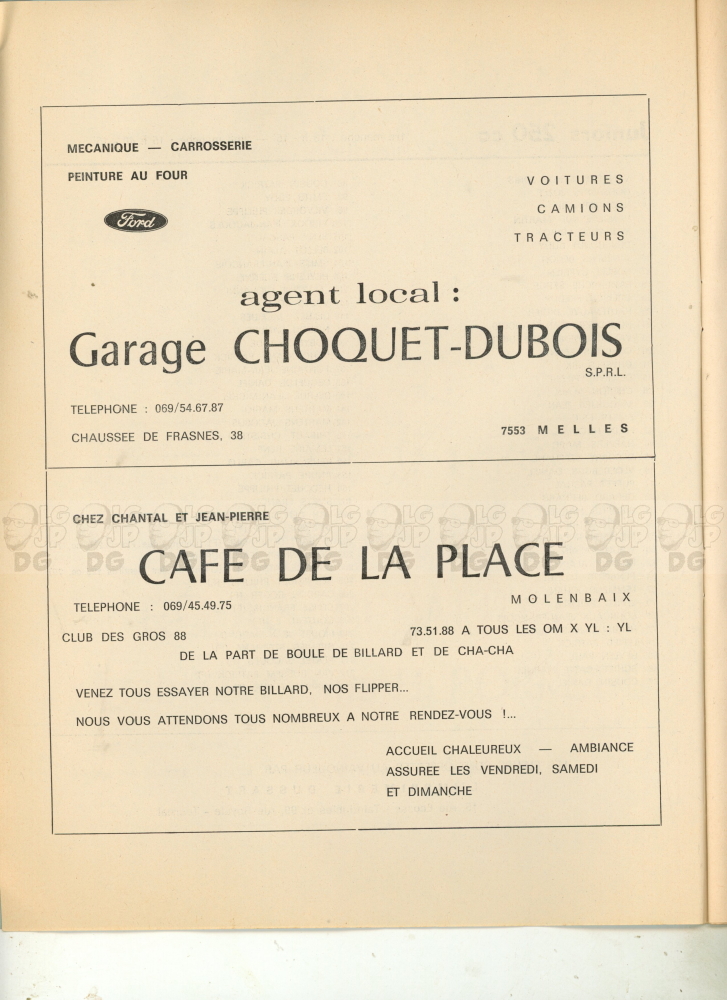 MECANIQUE — CARROSSERIE
PEINTURE AU FOUR
Ford
VOITURES
CAMIONS
TRACTEURS
agent local :
Garage CHOQUET-DUBOIS
S.P.R.L.
TELEPHONE : 069/54.67.87
CHAUSSEE DE FRASNES, 38
7553 MELLES
CHEZ CHANTAL ET JEAN-PIERRE
CAFE DE LA PLACE
TELEPHONE : 069/45.49.75
MOLENBAIX
CLUB DES GROS 88
73.51.88 A TOUS LES OM X YL : YL
DE LA PART DE BOULE DE BILLARD ET DE CHA-CHA
VENEZ TOUS ESSAYER NOTRE BILLARD, NOS FLIPPER...
NOUS VOUS ATTENDONS TOUS NOMBREUX A NOTRE RENDEZ-VOUS !...
ACCUEIL CHALEUREUX — AMBIANCE
ASSUREE LES VENDREDI, SAMEDI
ET DIMANCHE